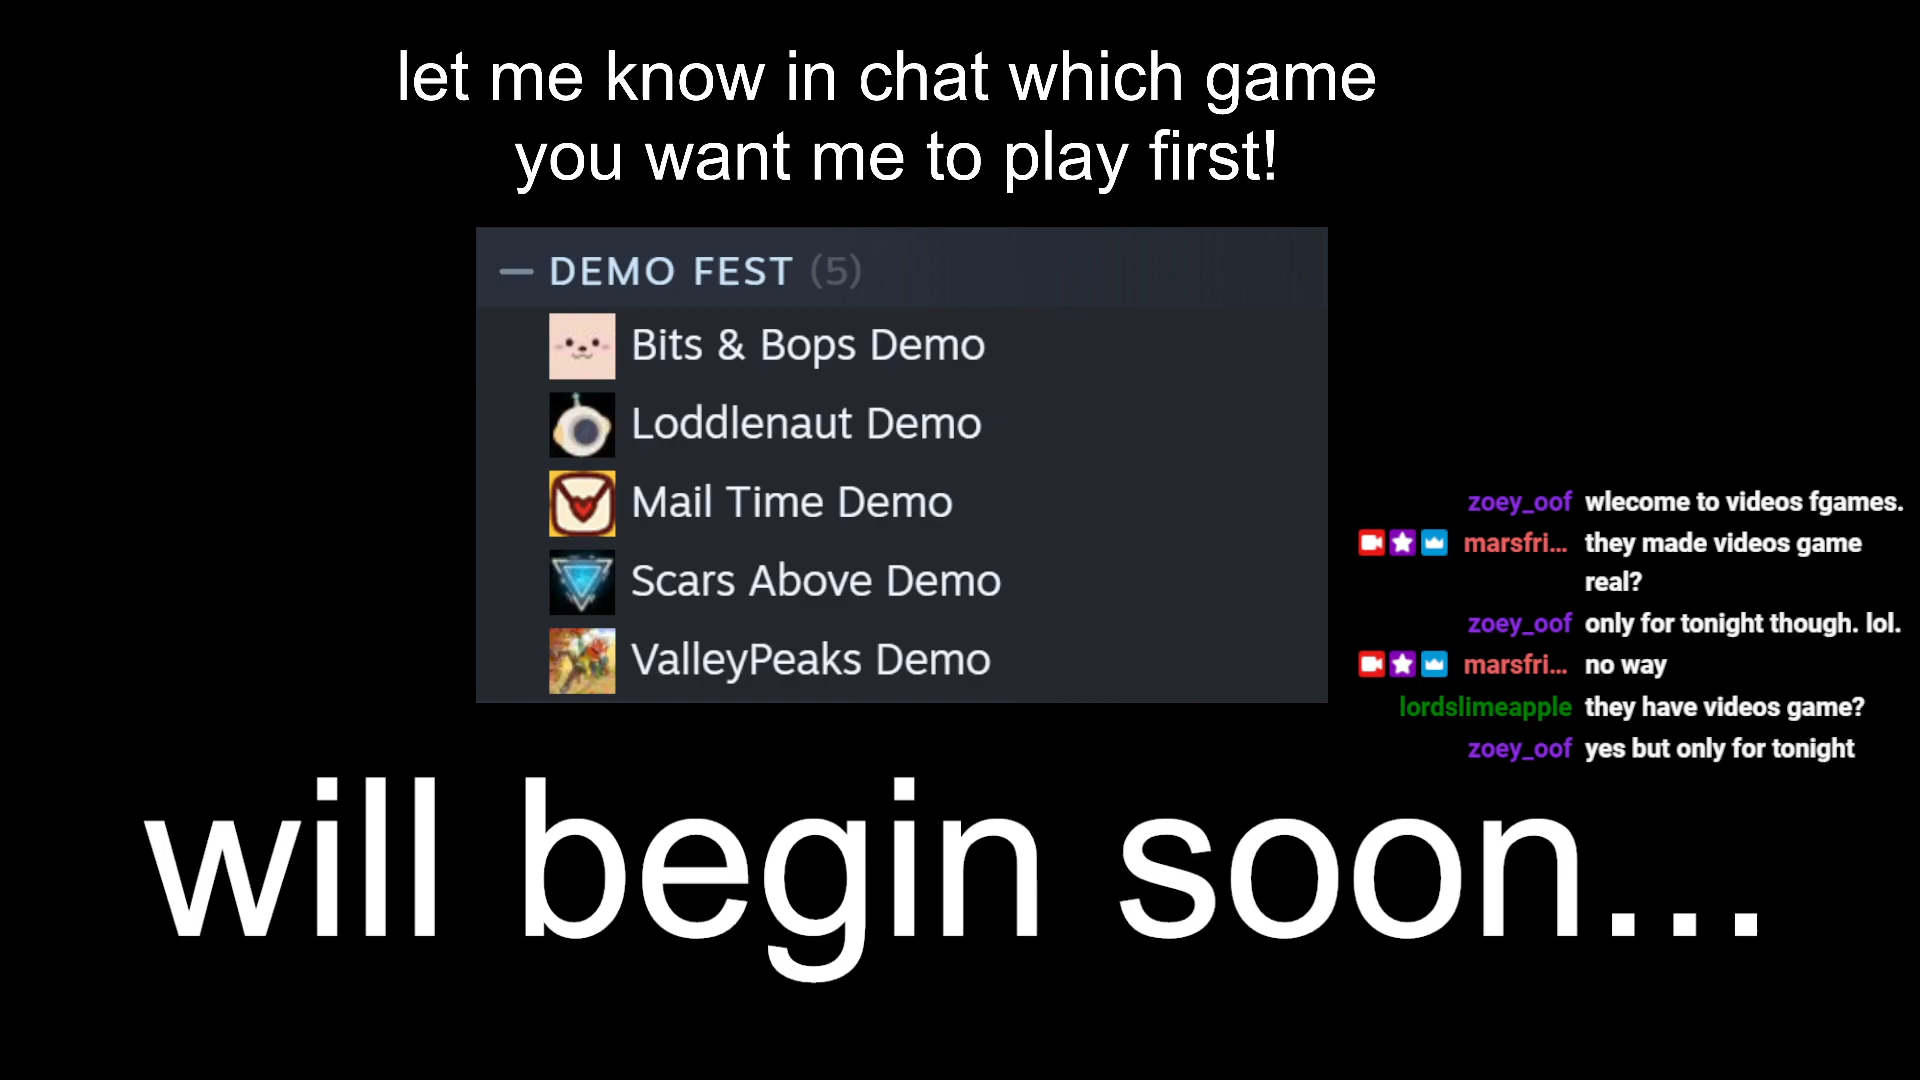 let me know in chat which game
you want me to play first!
— DEMO FEST (5)
Bits & Bops Demo
Loddlenaut Demo
Mail Time Demo
Scars Above Demo
ValleyPeaks Demo
zoey_oof wlecome to videos fgames.
marsfri... they made videos game
real?
zoey_oof only for tonight though. lol.
marsfri... no way
lordslimeapple they have videos game?
zoey_oof yes but only for tonight
will begin soon...